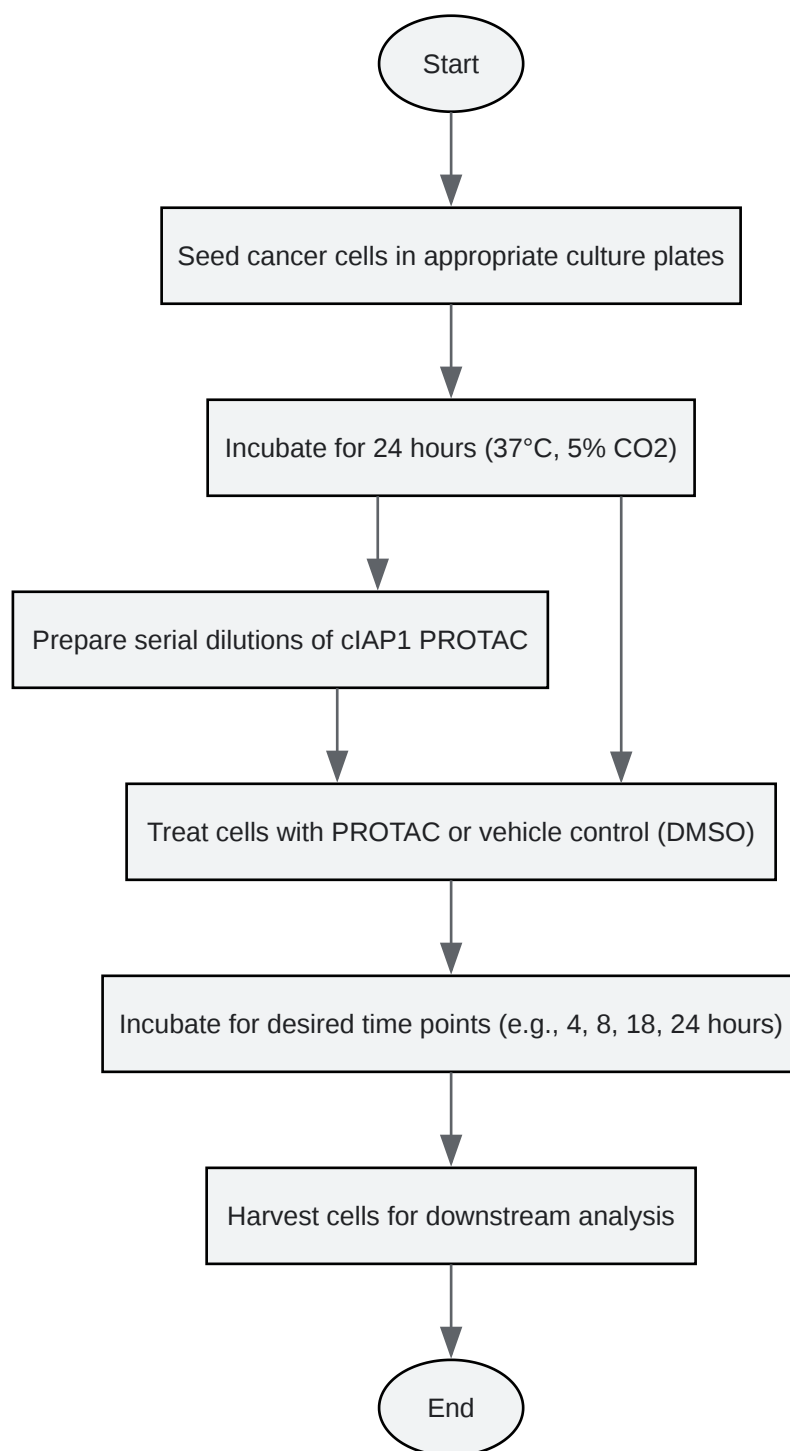 Start
Seed cancer cells in appropriate culture plates
Incubate for 24 hours (37°C, 5% CO2)
Prepare serial dilutions of cIAP1 PROTAC
Treat cells with PROTAC or vehicle control (DMSO)
Incubate for desired time points (e.g., 4, 8, 18, 24 hours)
Harvest cells for downstream analysis
End